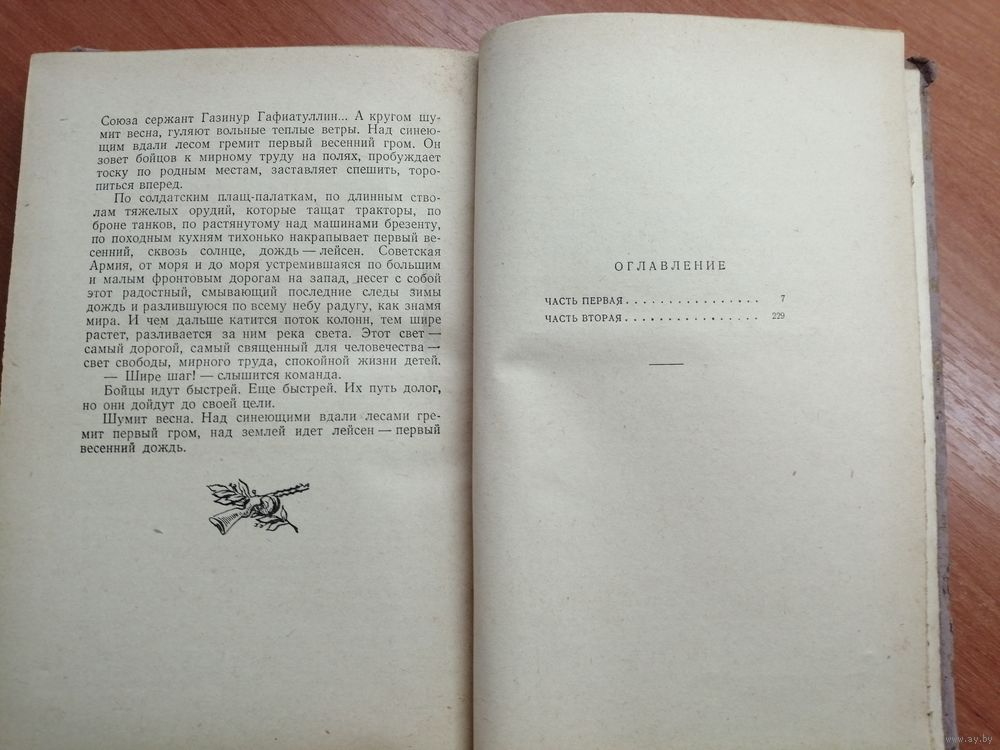 Союза сержант Газинур Гафиатуллин... А кругом шу-
мит весна, гуляют вольные теплые ветры. Над синею-
щим вдали лесом гремит первый весенний гром. Он
зовет бойцов к мирному труду на полях, пробуждает
тоску по родным местам, заставляет спешить, торо-
питься вперед.
По солдатским плащ-палаткам, по длинным ство-
лам тяжелых орудий, которые тащат тракторы, по
броне танков, по растянутому над машинами брезенту,
по походным кухням тихонько накрапывает первый ве-
сенний, сквозь солнце, дождь — лейсен. Советская
Армия, от моря и до моря устремившаяся по большим
и малым фронтовым дорогам на запад, несет с собой
этот радостный, смывающий последние следы зимы
дождь и разлившуюся по всему небу радугу, как знамя
мира. И чем дальше катится поток колонн, тем шире
растет, разливается за ним река света. Этот свет —
самый дорогой, самый священный для человечества —
свет свободы, мирного труда, спокойной жизни детей.
— Шире шаг! — слышится команда.
Бойцы идут быстрей. Еще быстрей. Их путь долог,
но они дойдут до своей цели.
Шумит весна. Над синеющими вдали лесами гре-
мит первый гром, над землей идет лейсен — первый
весенний дождь.
ОГЛАВЛЕНИЕ
ЧАСТЬ ПЕРВАЯ . . . . . . . . . . . . . . . . 7
ЧАСТЬ ВТОРАЯ . . . . . . . . . . . . . . . . 229
www.ay.by